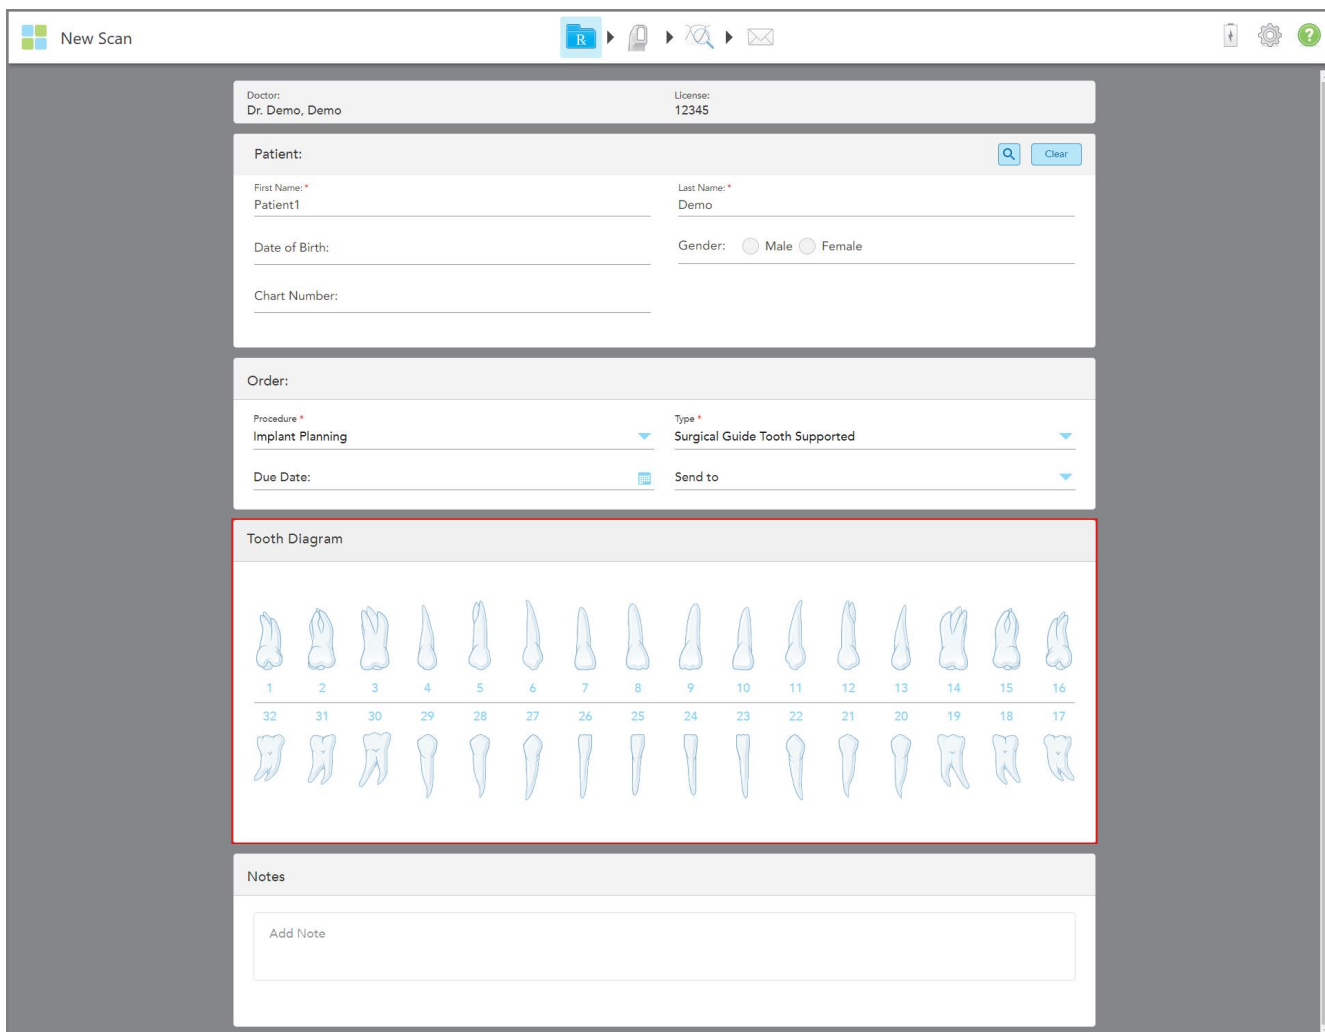 New Scan
R
Doctor:
Dr. Demo, Demo
License:
12345
Patient:
Clear
First Name: *
Patient1
Last Name: *
Demo
Date of Birth:
Gender: Male Female
Chart Number:
Order:
Procedure *
Implant Planning
Type *
Surgical Guide Tooth Supported
Due Date:
Send to
Tooth Diagram
1 2 3 4 5 6 7 8 9 10 11 12 13 14 15 16
32 31 30 29 28 27 26 25 24 23 22 21 20 19 18 17
Notes
Add Note